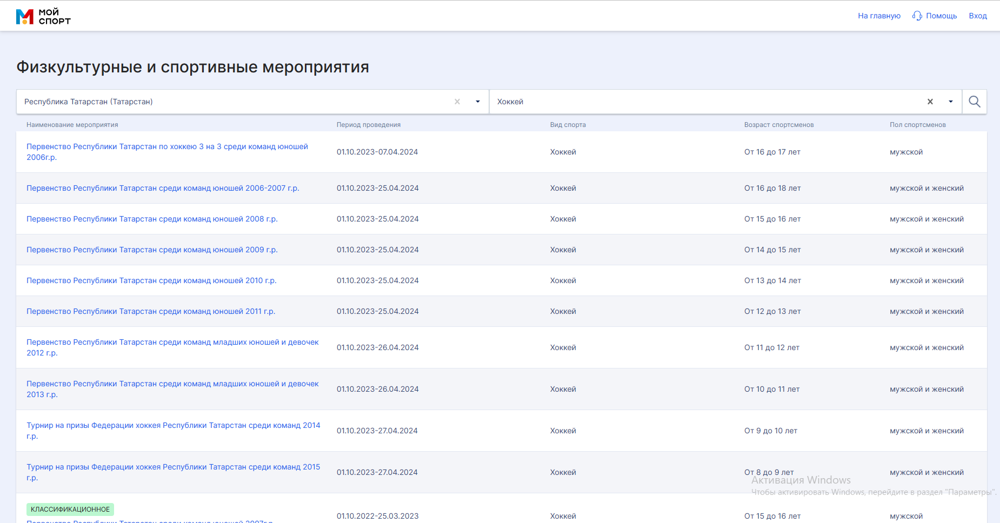 МОЙ
СПОРТ
На главную
Помощь
Вход
Физкультурные и спортивные мероприятия
Республика Татарстан (Татарстан)
Хоккей
Наименование мероприятия
Период проведения
Вид спорта
Возраст спортсменов
Пол спортсменов
Первенство Республики Татарстан по хоккею 3 на 3 среди команд юношей
2006г.р.
01.10.2023-07.04.2024
Хоккей
От 16 до 17 лет
мужской
Первенство Республики Татарстан среди команд юношей 2006-2007 г.р.
01.10.2023-25.04.2024
Хоккей
От 16 до 18 лет
мужской и женский
Первенство Республики Татарстан среди команд юношей 2008 г.р.
01.10.2023-25.04.2024
Хоккей
От 15 до 16 лет
мужской и женский
Первенство Республики Татарстан среди команд юношей 2009 г.р.
01.10.2023-25.04.2024
Хоккей
От 14 до 15 лет
мужской и женский
Первенство Республики Татарстан среди команд юношей 2010 г.р.
01.10.2023-25.04.2024
Хоккей
От 13 до 14 лет
мужской и женский
Первенство Республики Татарстан среди команд юношей 2011 г.р.
01.10.2023-25.04.2024
Хоккей
От 12 до 13 лет
мужской и женский
Первенство Республики Татарстан среди команд младших юношей и девочек
2012 г.р.
01.10.2023-26.04.2024
Хоккей
От 11 до 12 лет
мужской и женский
Первенство Республики Татарстан среди команд младших юношей и девочек
2013 г.р.
01.10.2023-26.04.2024
Хоккей
От 10 до 11 лет
мужской и женский
Турнир на призы Федерации хоккея Республики Татарстан среди команд 2014
г.р.
01.10.2023-27.04.2024
Хоккей
От 9 до 10 лет
мужской и женский
Турнир на призы Федерации хоккея Республики Татарстан среди команд 2015
г.р.
01.10.2023-27.04.2024
Хоккей
От 8 до 9 лет
мужской и женский
Активация Windows
Чтобы активировать Windows, перейдите в раздел "Параметры".
КЛАССИФИКАЦИОННОЕ
Первенство Республики Татарстан среди команд юношей 2007г.р.
01.10.2022-25.03.2023
Хоккей
От 15 до 16 лет
мужской